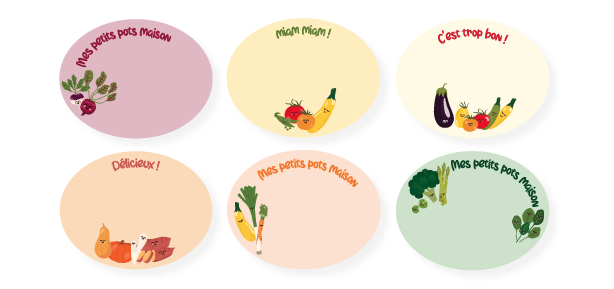 Mes petits pots maison
miam miam !
C'est trop bon !
Délicieux !
Mes petits pots maison
Mes petits pots maison